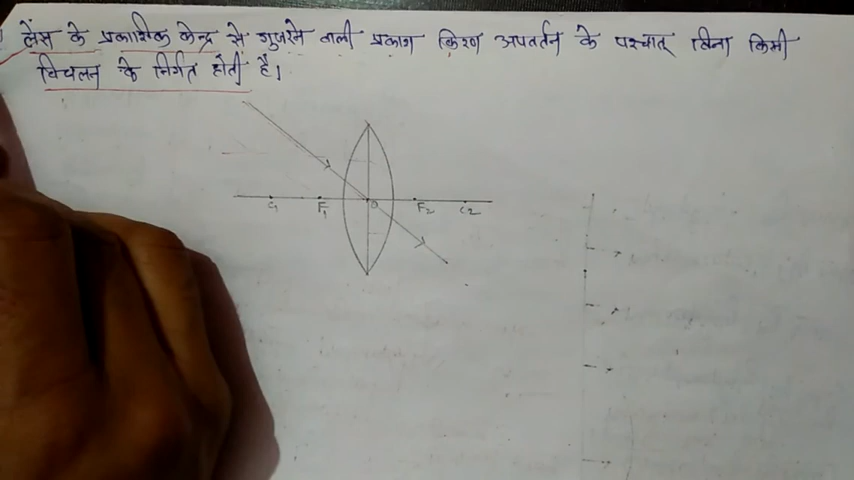 लेंस के प्रकाशिक केन्द्र से गुजरने वाली प्रकाश किरण अपवर्तन के पश्चात् बिना किसी
विचलन के निर्गत होती है।
C₁ F₁ O F₂ C₂